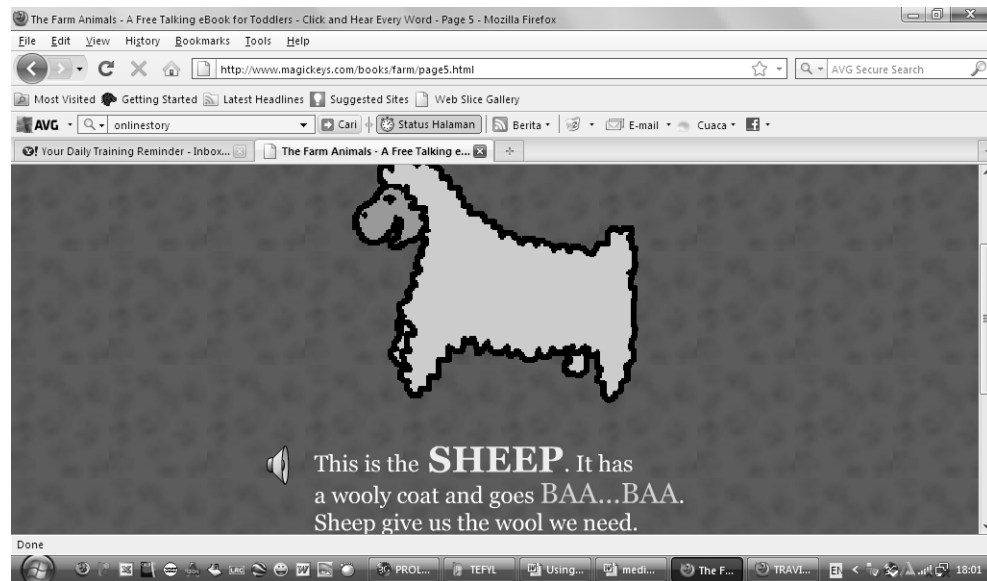 The Farm Animals - A Free Talking eBook for Toddlers - Click and Hear Every Word - Page 5 - Mozilla Firefox
File Edit View History Bookmarks Tools Help
http://www.magickeys.com/books/farm/page5.html AVG Secure Search
Most Visited Getting Started Latest Headlines Suggested Sites Web Slice Gallery
AVG onlinestory Cari Status Halaman Berita E-mail Cuaca
Your Daily Training Reminder - Inbox... The Farm Animals - A Free Talking e...
This is the SHEEP. It has
a wooly coat and goes BAA...BAA.
Sheep give us the wool we need.
Done
PROL... TEFYL Using... medi... The F... TRAVI... EN 18:01